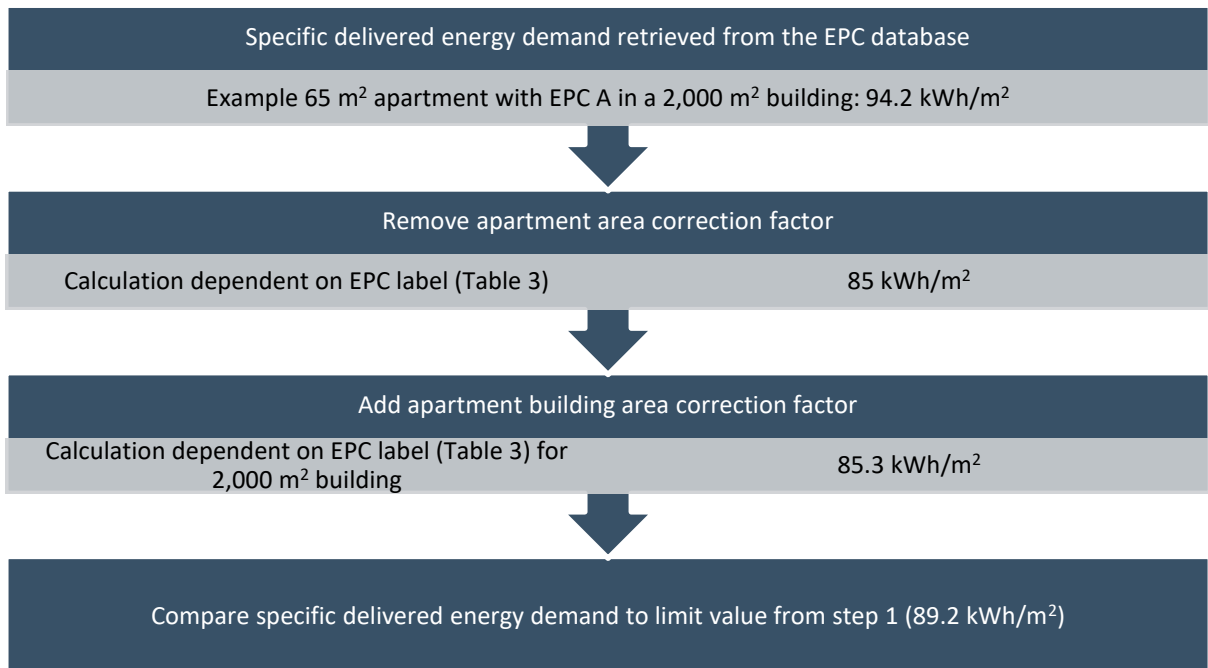 Specific delivered energy demand retrieved from the EPC database
Example 65 m² apartment with EPC A in a 2,000 m² building: 94.2 kWh/m²
Remove apartment area correction factor
Calculation dependent on EPC label (Table 3)
85 kWh/m²
Add apartment building area correction factor
Calculation dependent on EPC label (Table 3) for
2,000 m² building
85.3 kWh/m²
Compare specific delivered energy demand to limit value from step 1 (89.2 kWh/m²)